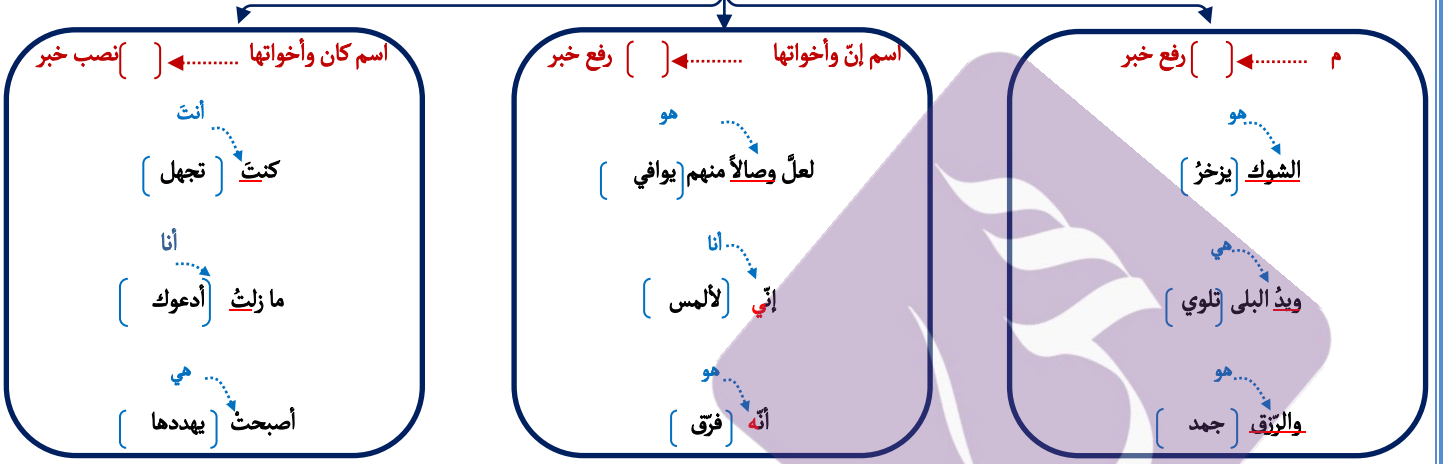 م ........... [ ] رفع خبر
هو
الشوك [يزخرُ]
هي
ويدُ البلى [تلوي]
هو
والرّزق [جمد]
اسم إنّ وأخواتها ........... [ ] رفع خبر
هو
لعلَّ وصالاً منهم [يوافي]
أنا
إنّي [لألمس]
هو
أنّه [فرّق]
اسم كان وأخواتها ........... [ ] نصب خبر
أنتَ
كنتَ [تجهل]
أنا
ما زلتُ [أدعوك]
هي
أصبحتْ [يهددها]